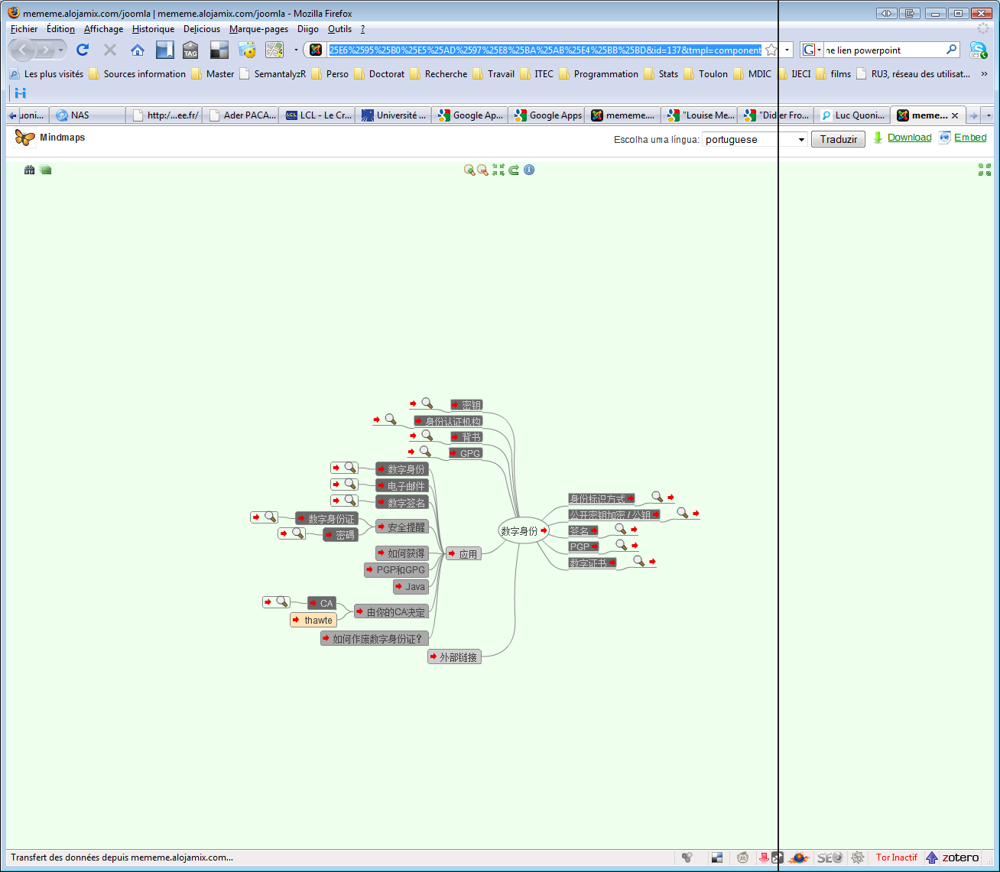 mememe.alojamix.com/joomla | mememe.alojamix.com/joomla - Mozilla Firefox
Fichier Édition Affichage Historique Delicious Marque-pages Diigo Outils ?
TAG 25E6%2595%25B0%25E5%25AD%2597%25E8%25BA%25AB%25E4%25BB%25BD&id=137&tmpl=component G ne lien powerpoint
Les plus visités Sources information Master SemantalyzR Perso Doctorat Recherche Travail ITEC Programmation Stats Toulon MDIC IJECI films RU3, réseau des utilisat... »
uoni... NAS http:/...ee.fr/ Ader PACA... LCL LCL - Le Cr... Université ... Google Ap... Google Apps mememe.... "Louise Me... "Didier Fro... Luc Quoni... meme...
Mindmaps Escolha uma língua: portuguese Traduzir Download Embed
密钥
身份认证机构
背书
GPG
数字身份
电子邮件
数字签名
数字身份证
密碼
安全提醒
如何获得
PGP和GPG
Java
CA
thawte
由你的CA决定
如何作废数字身份证？
应用
外部链接
数字身份
身份标识方式
公开密钥加密 / 公钥
签名
PGP
数字证书
Transfert des données depuis mememe.alojamix.com... SEO Tor Inactif zotero